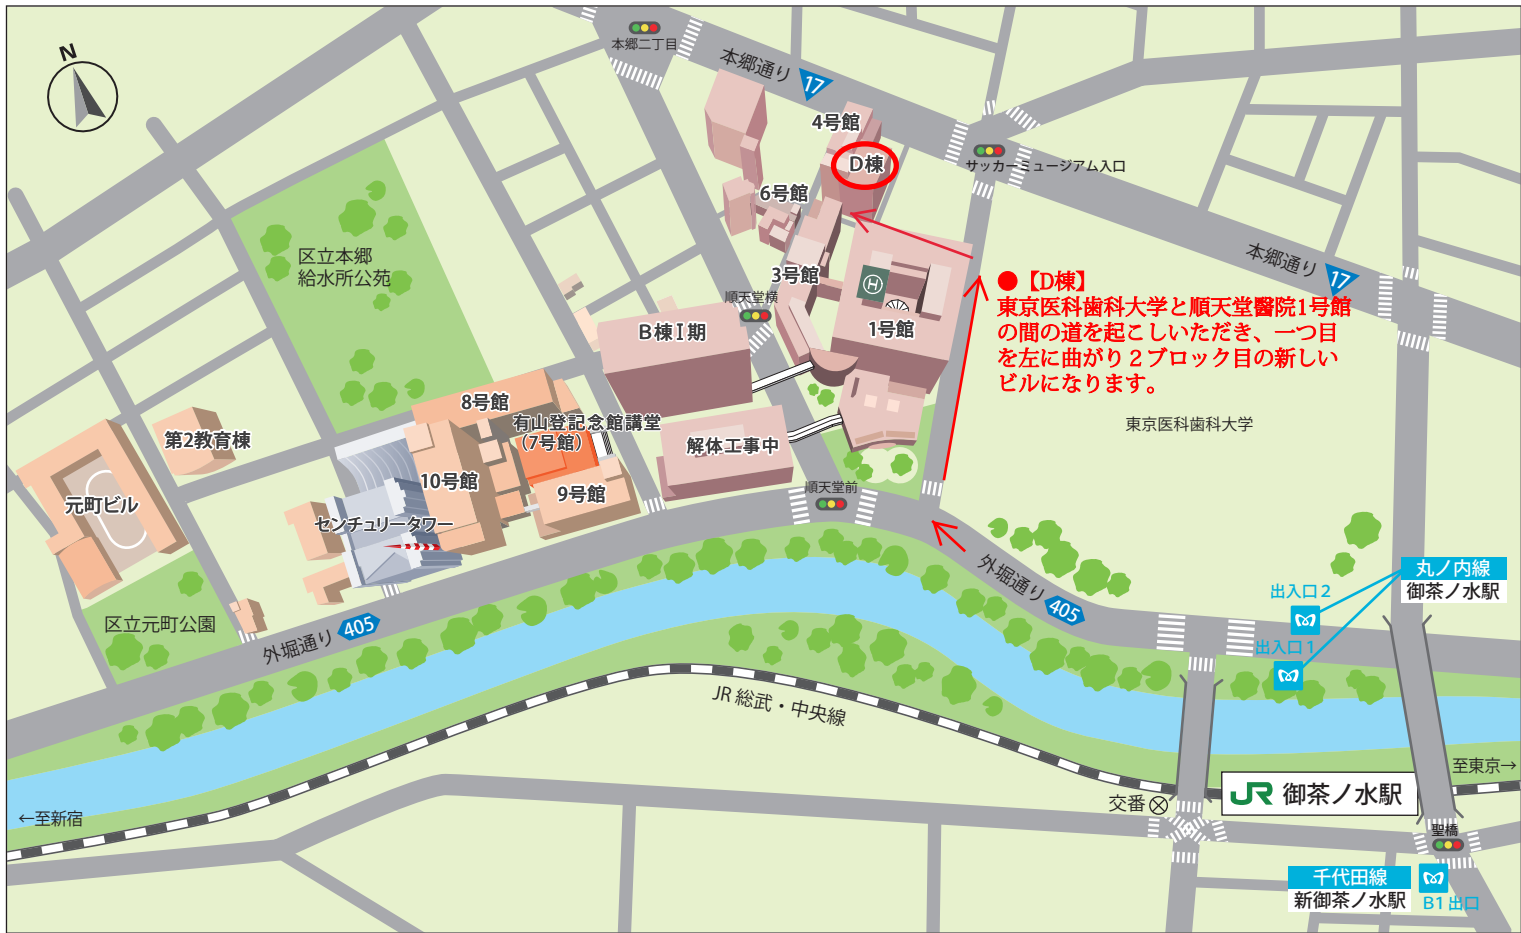 N
本郷二丁目
本郷通り
17
4号館
D棟
サッカーミュージアム入口
6号館
区立本郷
給水所公苑
3号館
順天堂横
H
本郷通り
17
B棟I期
1号館
●【D棟】
東京医科歯科大学と順天堂醫院1号館
の間の道を起こしいただき、一つ目
を左に曲がり２ブロック目の新しい
ビルになります。
東京医科歯科大学
8号館
有山登記念館講堂
(7号館)
第2教育棟
解体工事中
元町ビル
10号館
9号館
順天堂前
センチュリータワー
外堀通り
405
丸ノ内線
御茶ノ水駅
出入口2
出入口1
区立元町公園
外堀通り
405
JR 総武・中央線
至東京→
JR 御茶ノ水駅
交番
←至新宿
聖橋
千代田線
新御茶ノ水駅
B1出口